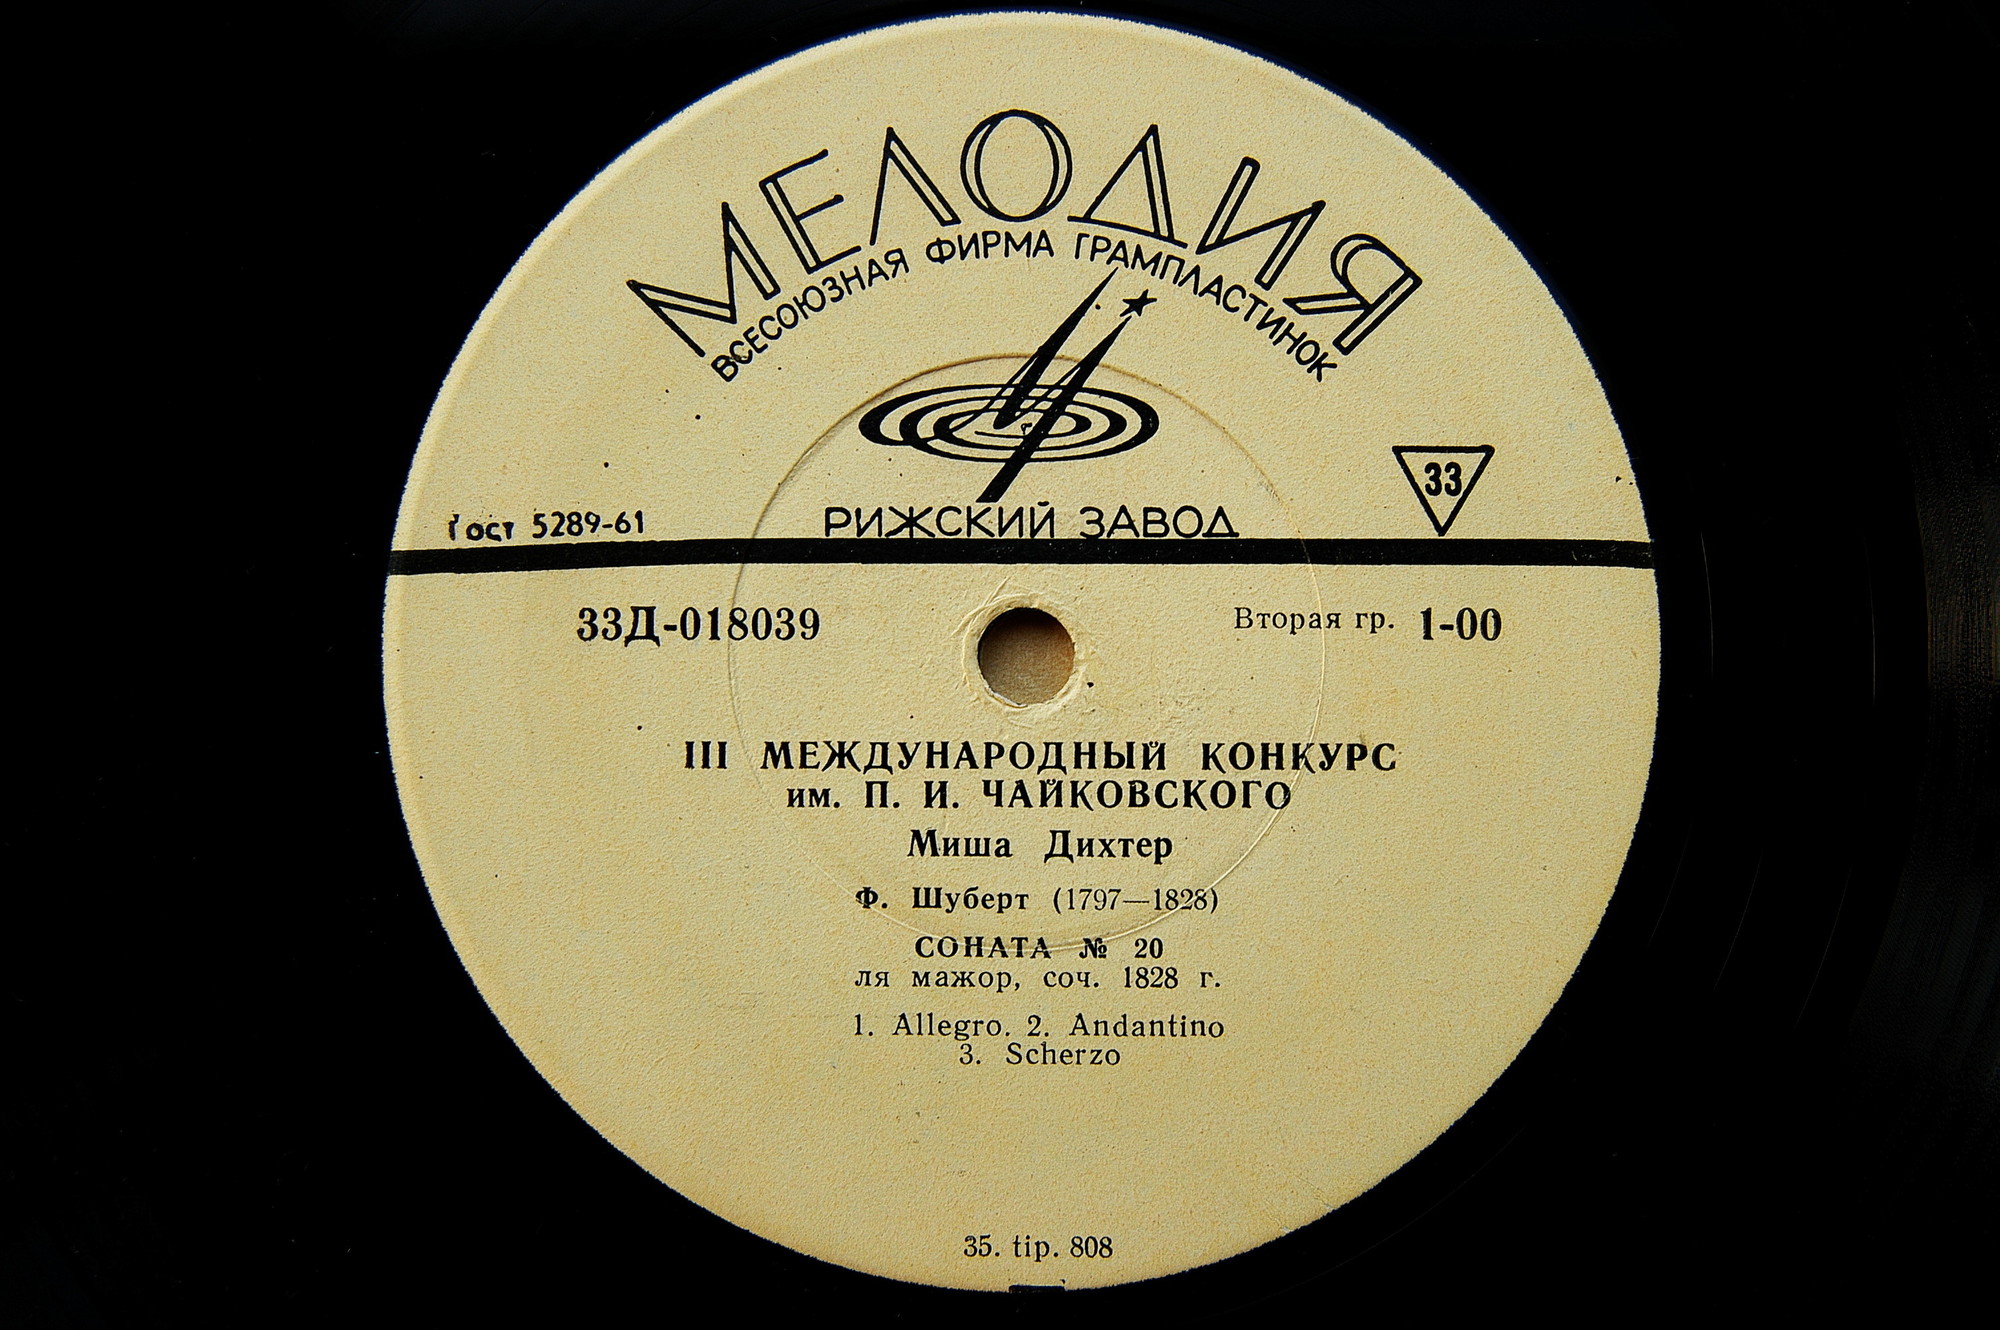 МЕЛОДИЯ
ВСЕСОЮЗНАЯ ФИРМА ГРАМПЛАСТИНОК
33
Гост 5289-61
РИЖСКИЙ ЗАВОД
33Д-018039
Вторая гр. 1-00
III МЕЖДУНАРОДНЫЙ КОНКУРС
им. П. И. ЧАЙКОВСКОГО
Миша Дихтер
Ф. Шуберт (1797—1828)
СОНАТА № 20
ля мажор, соч. 1828 г.
1. Allegro. 2. Andantino
3. Scherzo
35. tip. 808